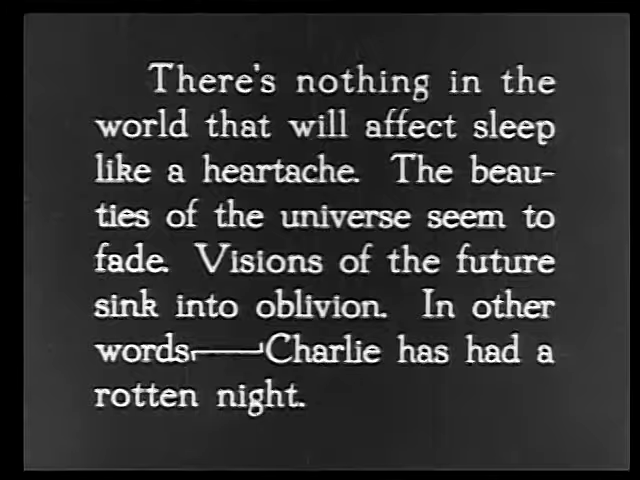 There's nothing in the
world that will affect sleep
like a heartache. The beau-
ties of the universe seem to
fade. Visions of the future
sink into oblivion. In other
words,——Charlie has had a
rotten night.